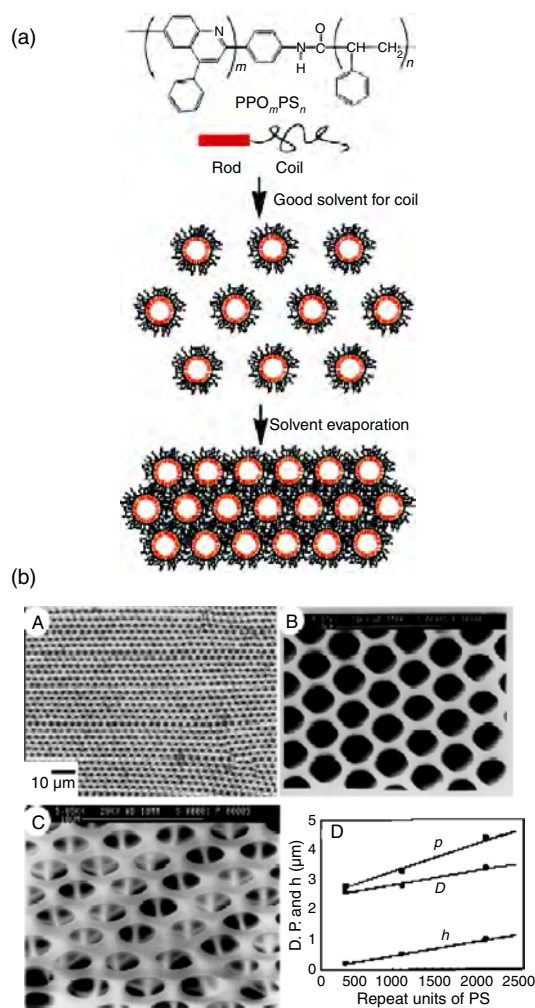 (a)
N
m
N
H
O
C
CH
CH2
n
PPOmPSn
Rod Coil
Good solvent for coil
Solvent evaporation
(b)
A
10 μm
B
C
D
D. P. and h (μm)
5
4
3
2
1
0
p
D
h
0 500 1000 1500 2000 2500
Repeat units of PS